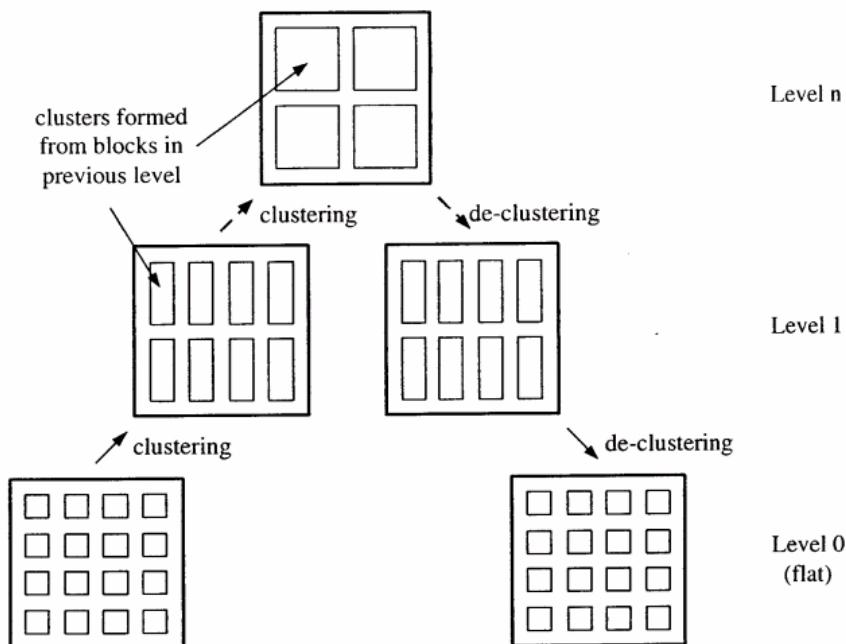 Level n
clusters formed
from blocks in
previous level
clustering
de-clustering
Level 1
clustering
de-clustering
Level 0
(flat)